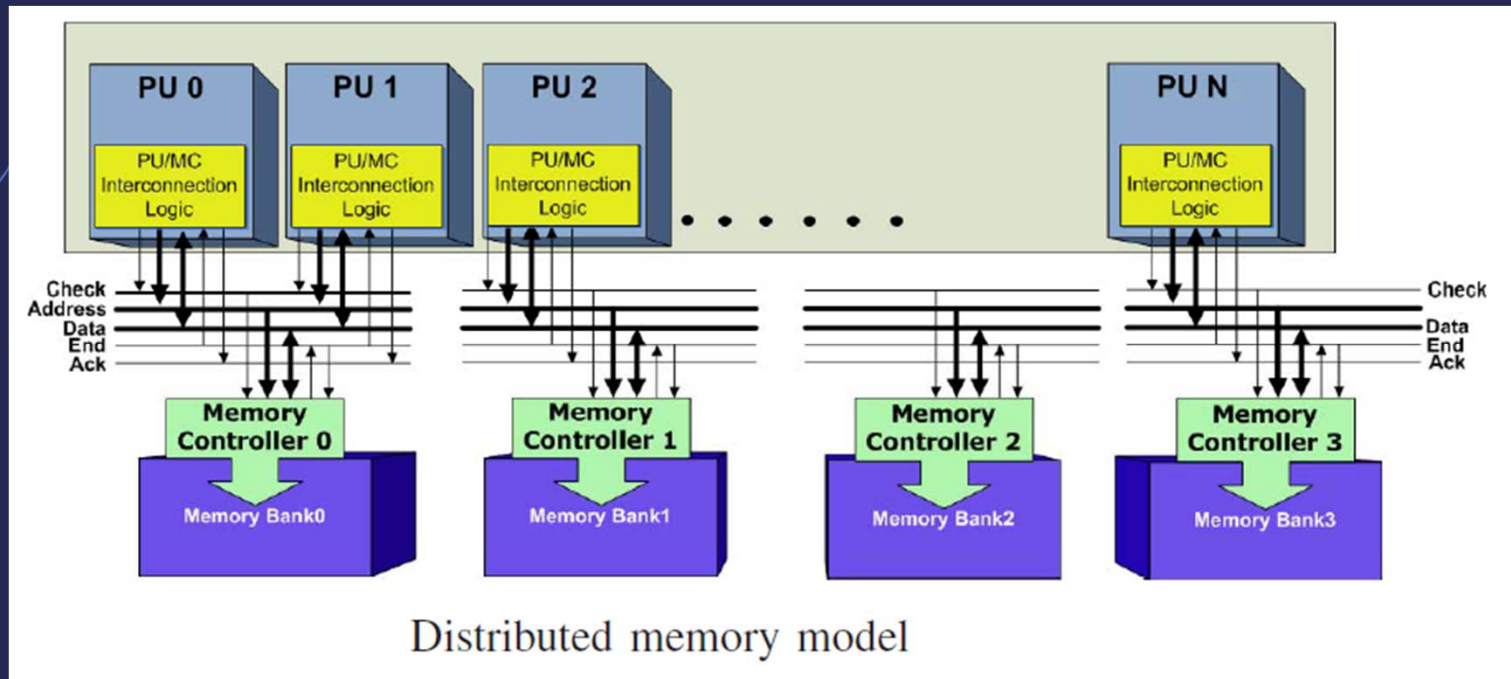 PU 0
PU 1
PU 2
PU N
PU/MC
Interconnection
Logic
PU/MC
Interconnection
Logic
PU/MC
Interconnection
Logic
PU/MC
Interconnection
Logic
Check
Address
Data
End
Ack
Check
Data
End
Ack
Memory
Controller 0
Memory
Controller 1
Memory
Controller 2
Memory
Controller 3
Memory Bank0
Memory Bank1
Memory Bank2
Memory Bank3
Distributed memory model